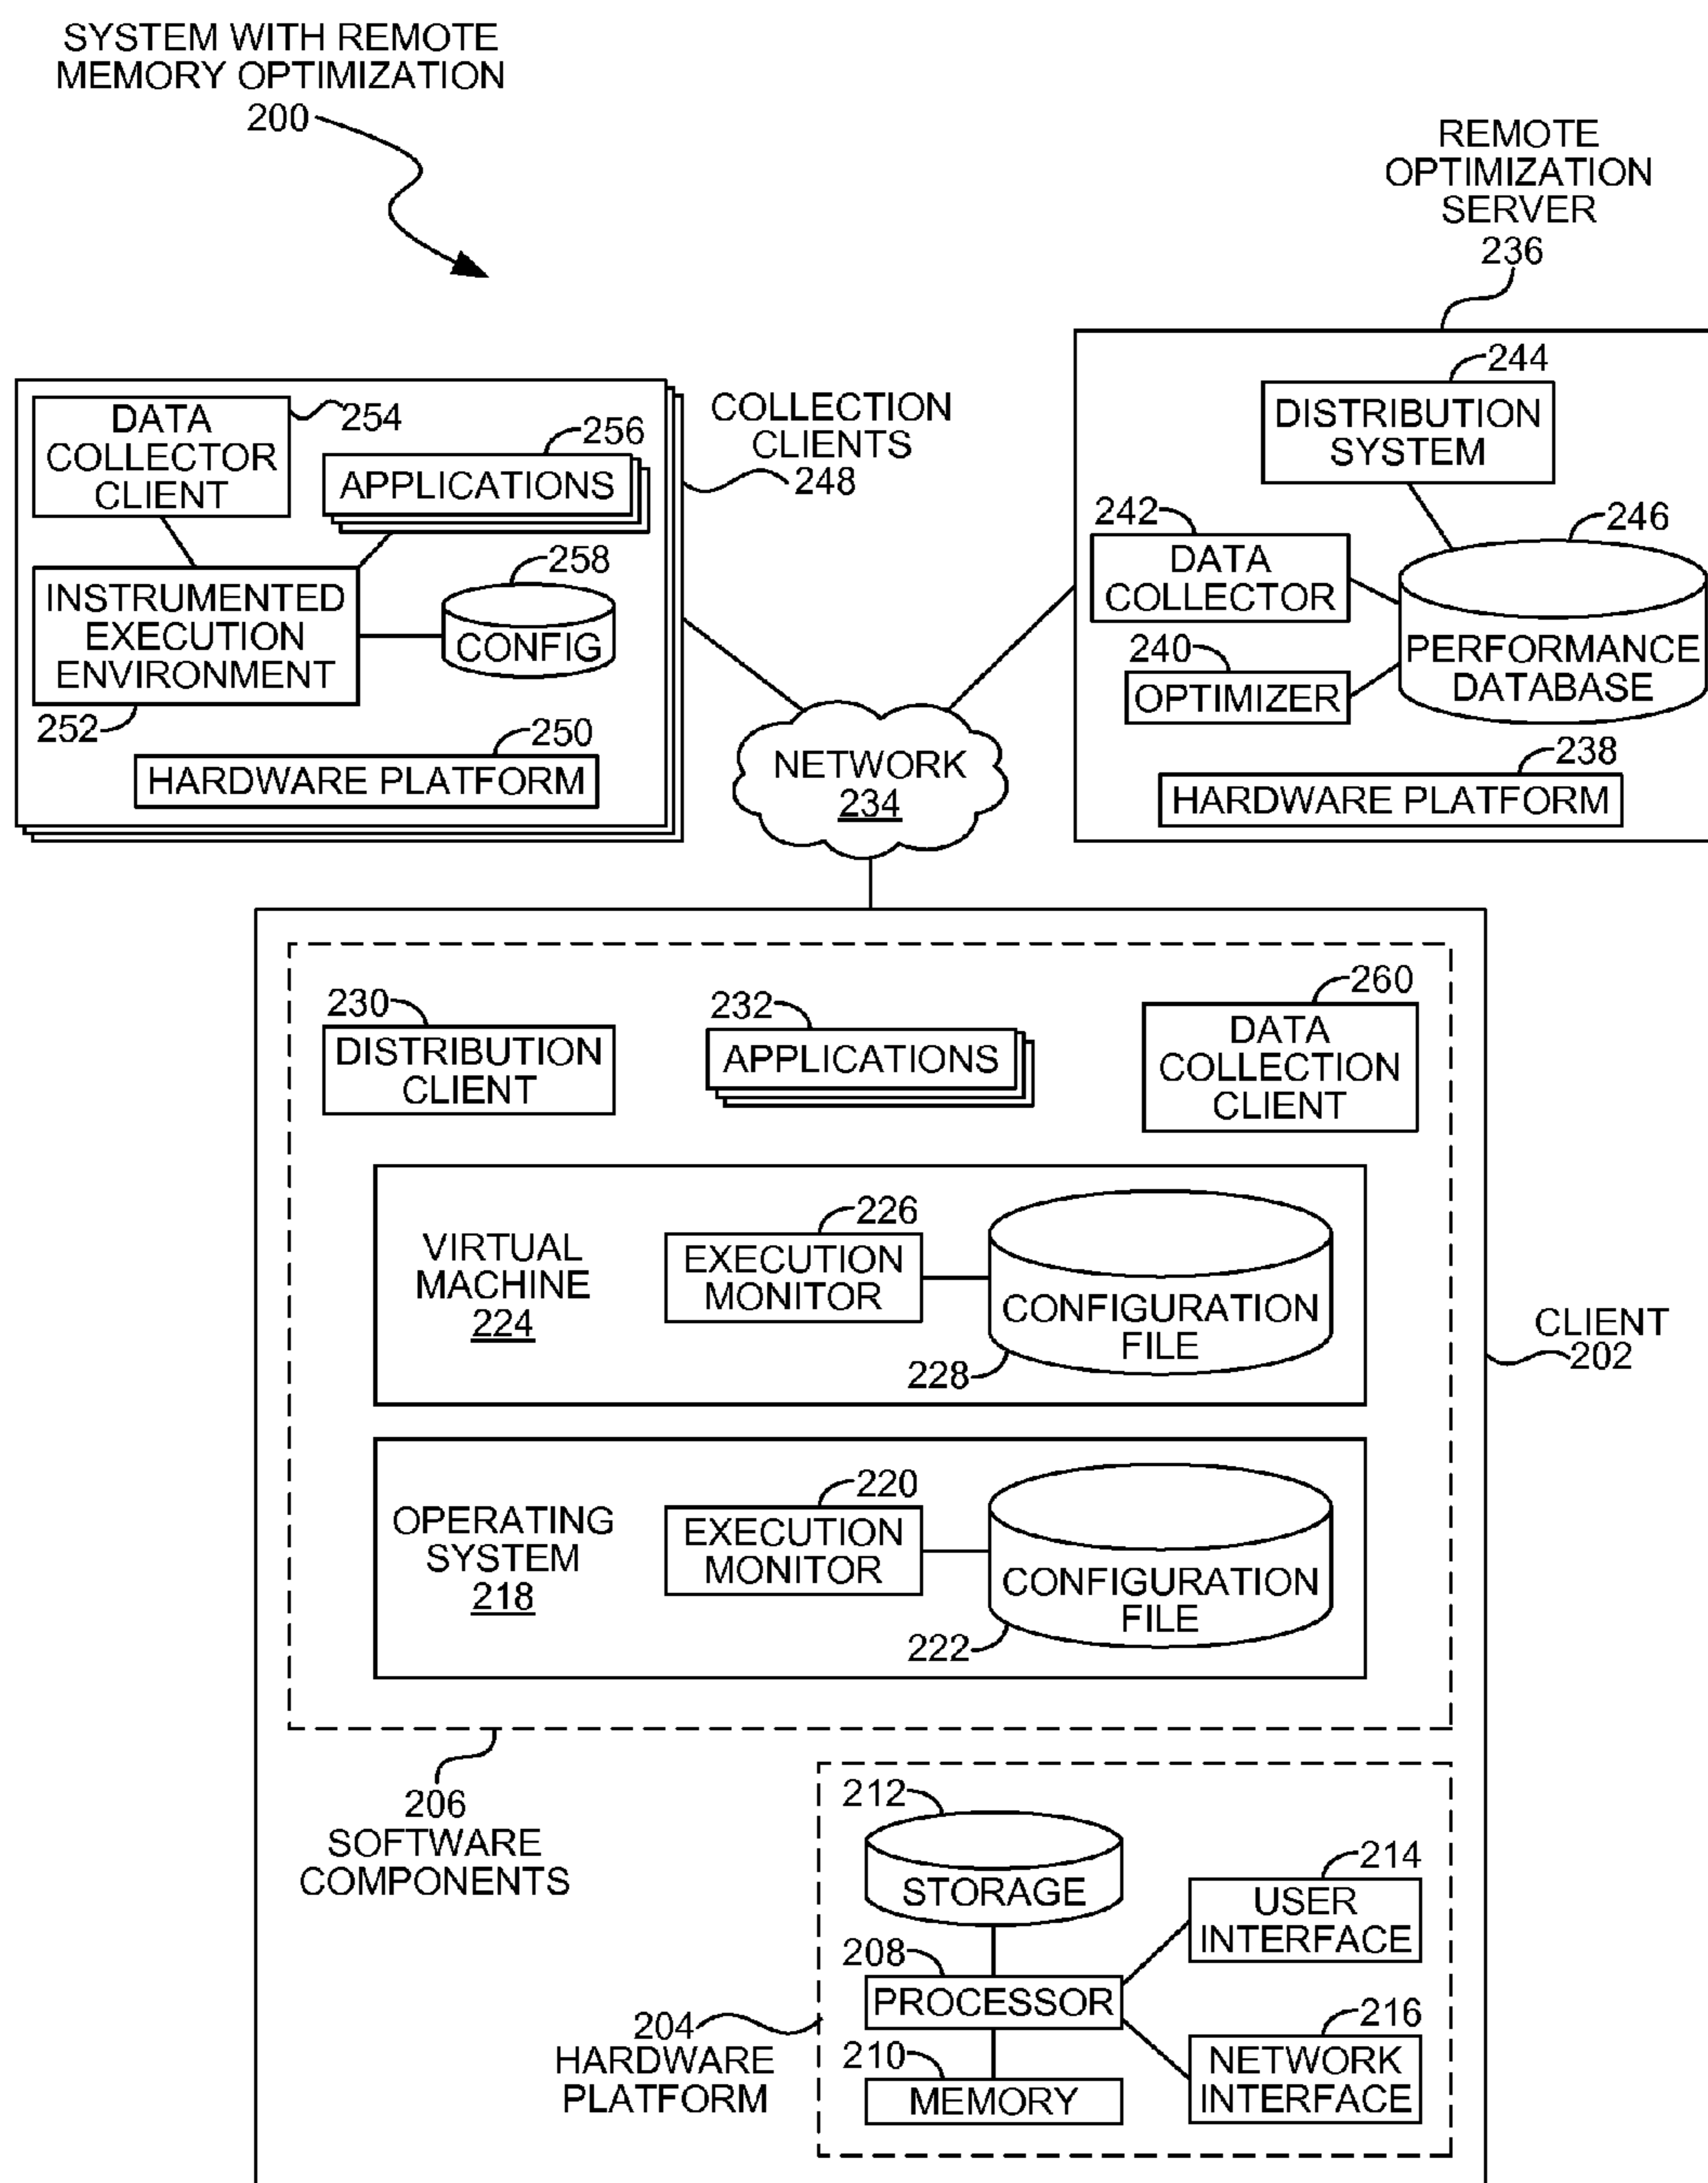 SYSTEM WITH REMOTE
MEMORY OPTIMIZATION
200
REMOTE
OPTIMIZATION
SERVER
236
DATA
COLLECTOR
CLIENT
254
256
APPLICATIONS
COLLECTION
CLIENTS
248
INSTRUMENTED
EXECUTION
ENVIRONMENT
252
258
CONFIG
250
HARDWARE PLATFORM
244
DISTRIBUTION
SYSTEM
242
DATA
COLLECTOR
246
PERFORMANCE
DATABASE
240
OPTIMIZER
238
HARDWARE PLATFORM
NETWORK
234
230
DISTRIBUTION
CLIENT
232
APPLICATIONS
260
DATA
COLLECTION
CLIENT
VIRTUAL
MACHINE
224
226
EXECUTION
MONITOR
CONFIGURATION
FILE
228
CLIENT
202
OPERATING
SYSTEM
218
220
EXECUTION
MONITOR
CONFIGURATION
FILE
222
206
SOFTWARE
COMPONENTS
212
STORAGE
214
USER
INTERFACE
208
PROCESSOR
204
HARDWARE
PLATFORM
216
NETWORK
INTERFACE
210
MEMORY